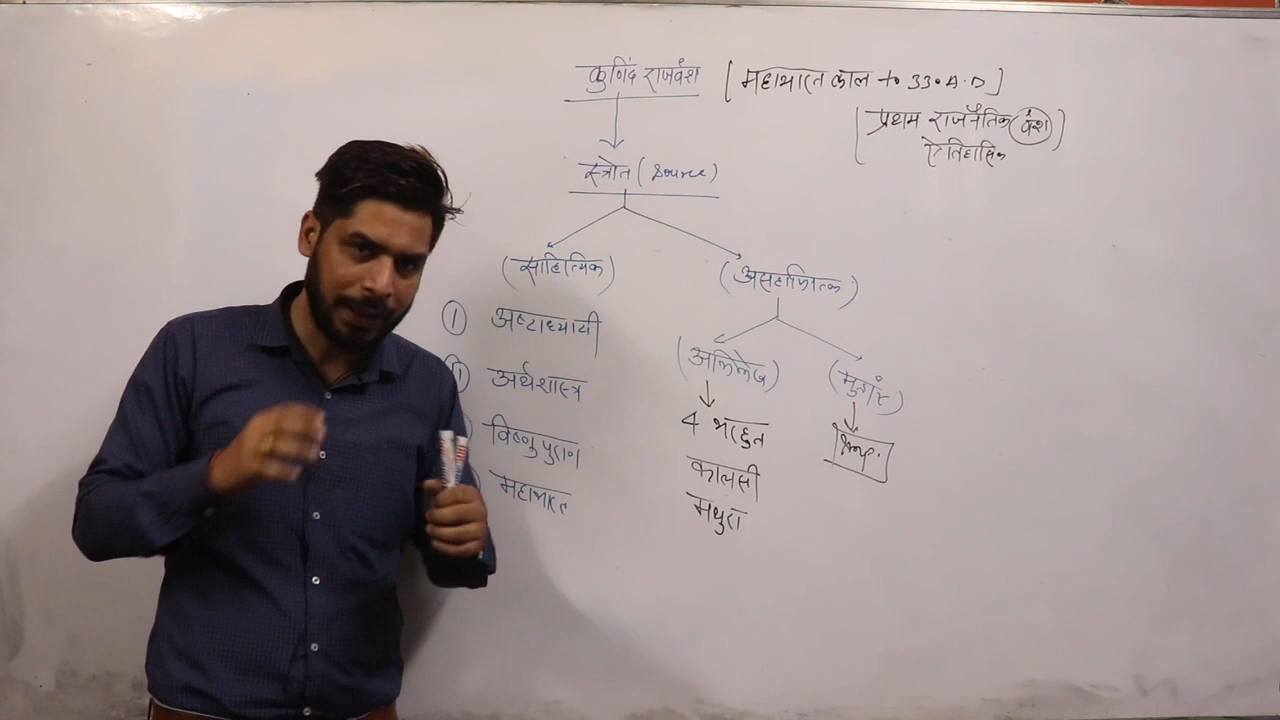 कुणिंद राजवंश [महाभारत काल to 330 A.D]
[प्रथम राजनैतिक वंश]
ऐतिहासिक
स्त्रोत (Source)
(साहित्यिक)
① अष्टाध्यायी
अर्थशास्त्र
विष्णु पुराण
महाभारत
(अभिलेख)
4 भरहुत
कालसी
मथुरा
Imp.